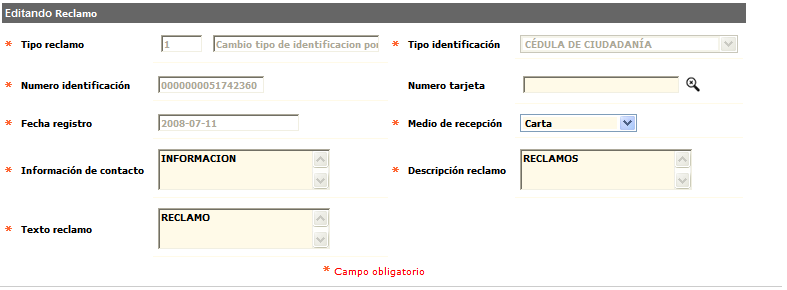 Editando Reclamo
* Tipo reclamo 1 Cambio tipo de identificacion por * Tipo identificación CÉDULA DE CIUDADANÍA
* Numero identificación 0000000051742360 Numero tarjeta
* Fecha registro 2008-07-11 * Medio de recepción Carta
* Información de contacto INFORMACION * Descripción reclamo RECLAMOS
* Texto reclamo RECLAMO
* Campo obligatorio